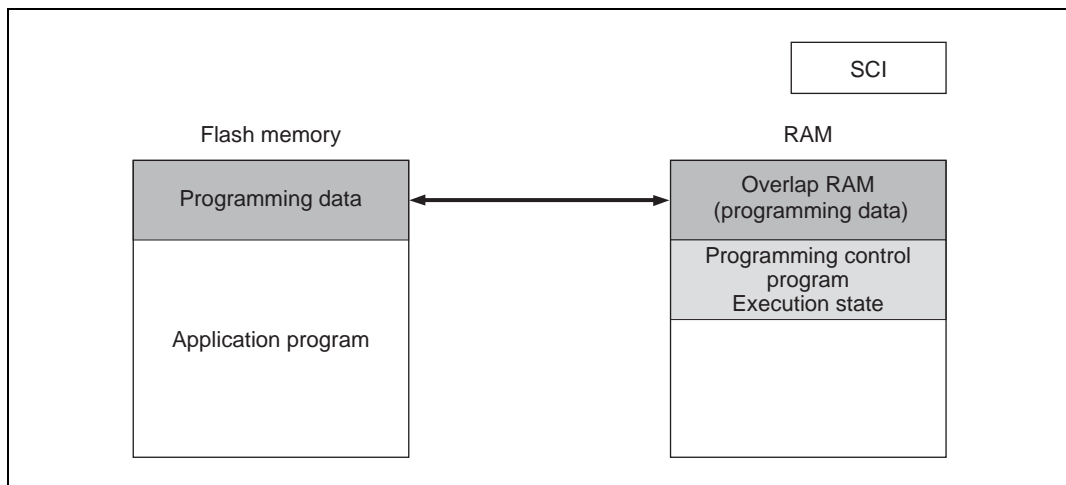 SCI
Flash memory
RAM
Programming data
Overlap RAM
(programming data)
Programming control
program
Execution state
Application program